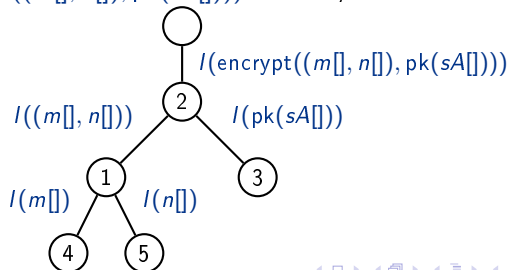 I(encrypt((m[], n[]), pk(sA[])))
2
I((m[], n[])) I(pk(sA[]))
1 3
I(m[]) I(n[])
4 5